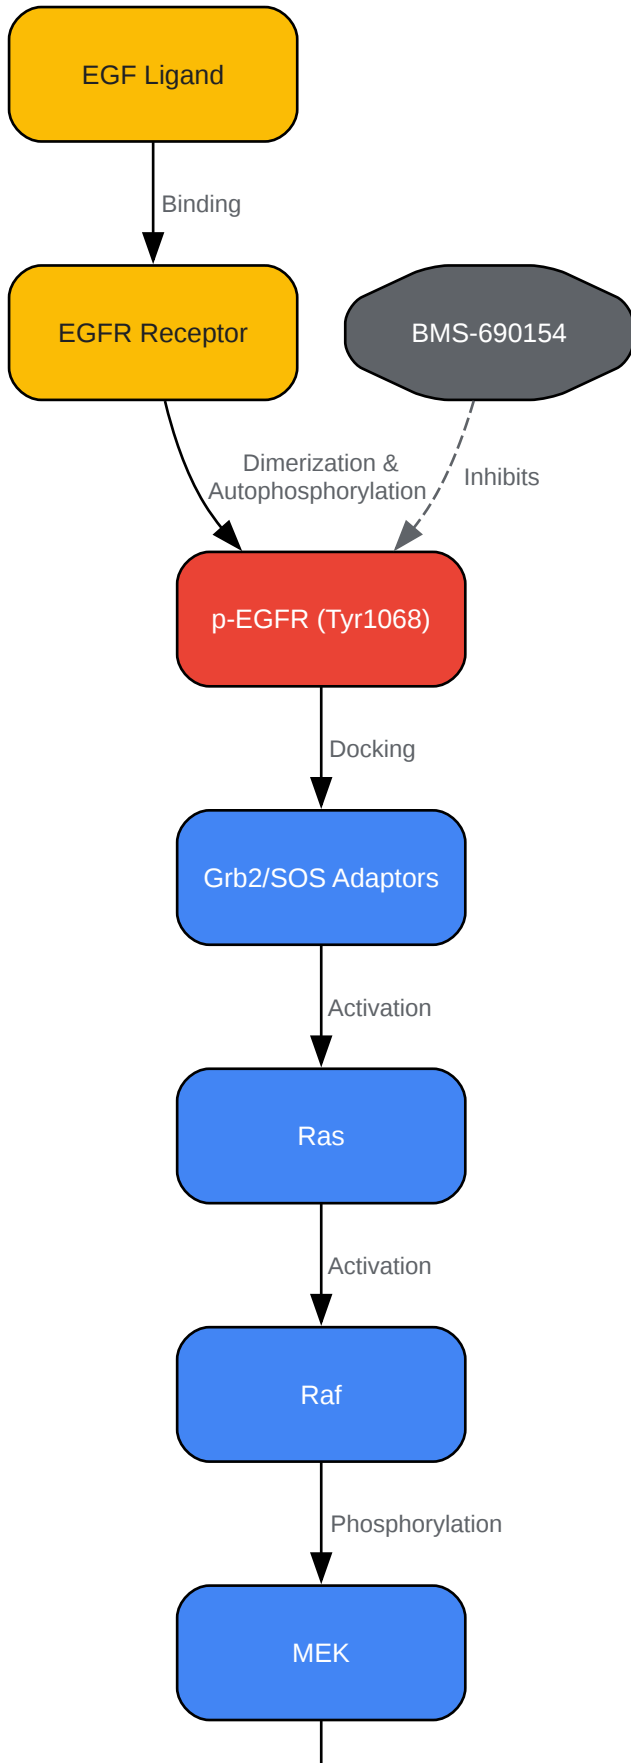 EGF Ligand
Binding
EGFR Receptor
BMS-690154
Dimerization &
Autophosphorylation
Inhibits
p-EGFR (Tyr1068)
Docking
Grb2/SOS Adaptors
Activation
Ras
Activation
Raf
Phosphorylation
MEK